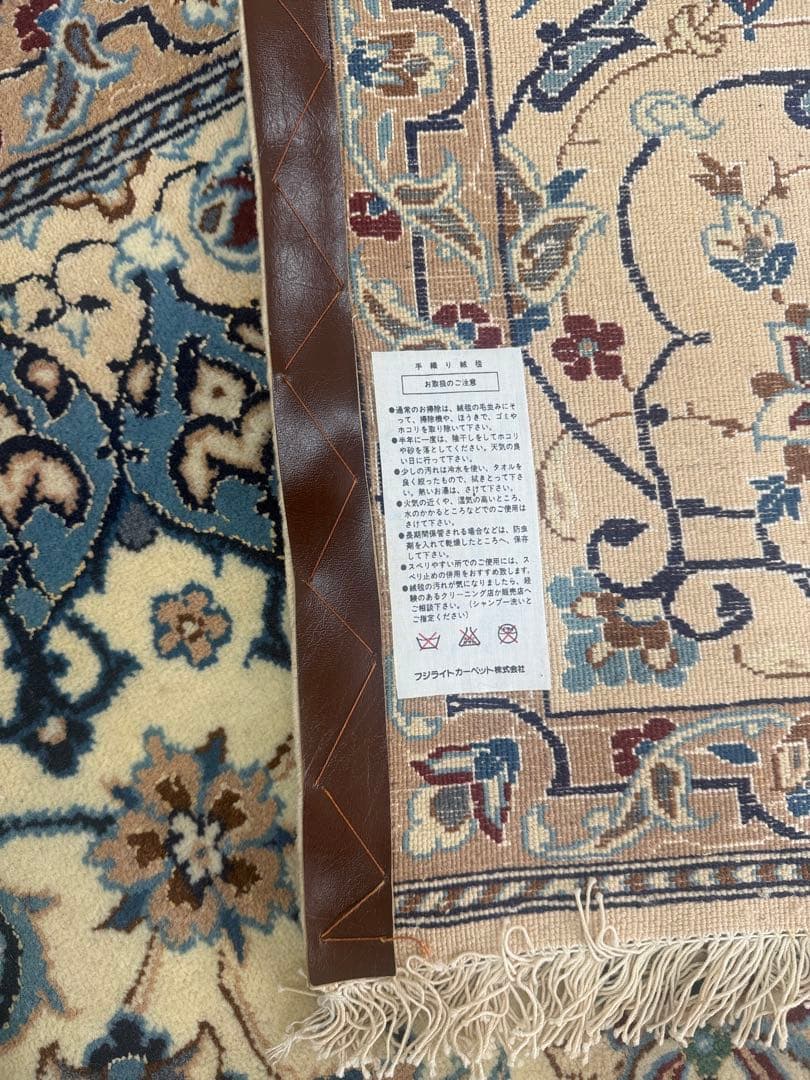 手織り絨毯
お取扱のご注意
●通常のお掃除は、絨毯の毛並みにそ
って、掃除機や、ほうきで、ゴミや
ホコリを取り除いて下さい。
●半年に一度は、陰干しをしてホコリ
や砂を落としてください。天気の良
い日に行って下さい。
●少しの汚れは冷水を使い、タオルを
良く絞ったもので、拭きとって下さ
い。熱いお湯は、さけて下さい。
●火気の近くや、湿気の高いところ、
水のかかるところなどでのご使用は
さけて下さい。
●長期間保管される場合などは、防虫
剤を入れて乾燥したところへ、保存
して下さい。
●スベリやすい所でのご使用には、ス
ベリ止めの併用をおすすめ致します。
●絨毯の汚れが気になりましたら、経
験のあるクリーニング店か販売店へ
ご相談下さい。（シャンプー洗いと
ご指定ください）
フジライトカーペット株式会社